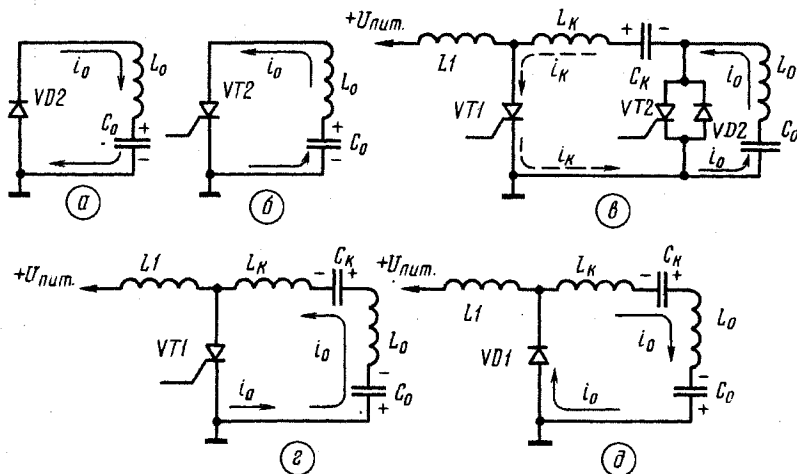 i₀
L₀
VD2
C₀
+
−
а
i₀
L₀
VT2
C₀
+
−
б
+Uпит.
L1
Lк
+
−
Cк
iк
VT1
iк
VT2
VD2
i₀
L₀
C₀
i₀
в
+Uпит.
L1
Lк
−
Cк
+
L₀
VT1
i₀
i₀
−
C₀
+
г
+Uпит.
L1
Lк
−
Cк
+
L₀
VD1
i₀
i₀
−
C₀
+
д